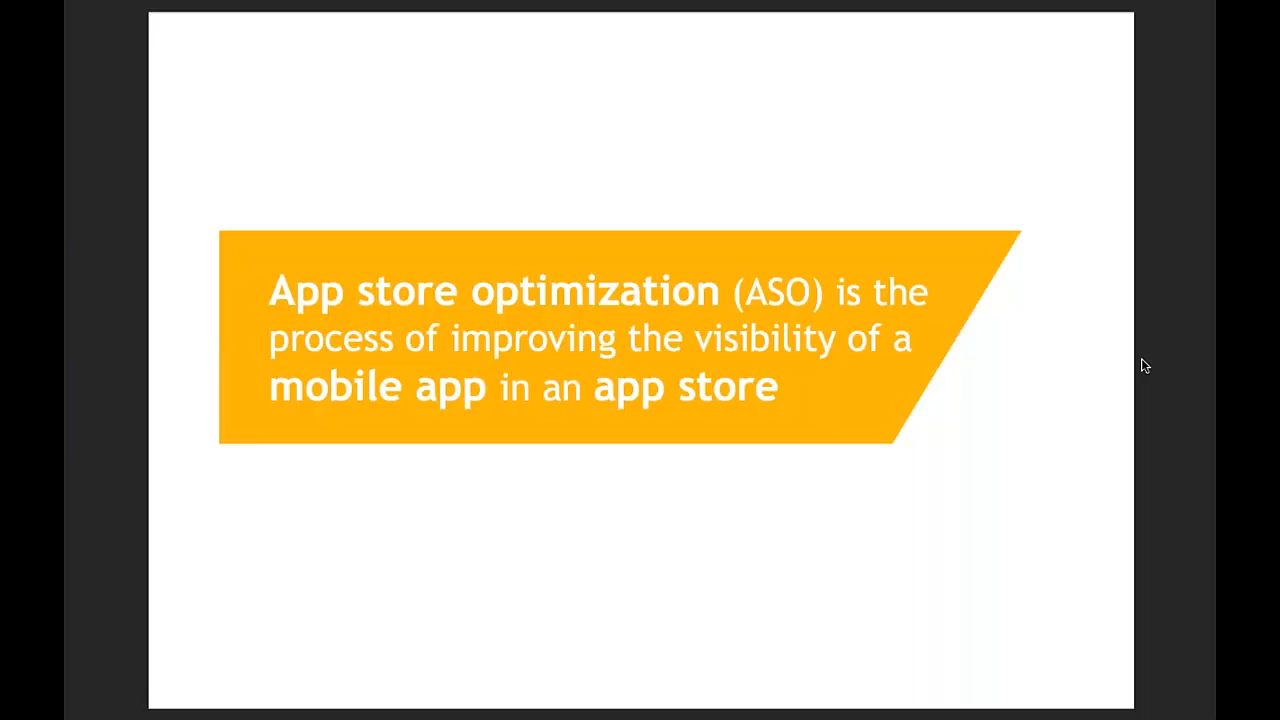 App store optimization (ASO) is the
process of improving the visibility of a
mobile app in an app store